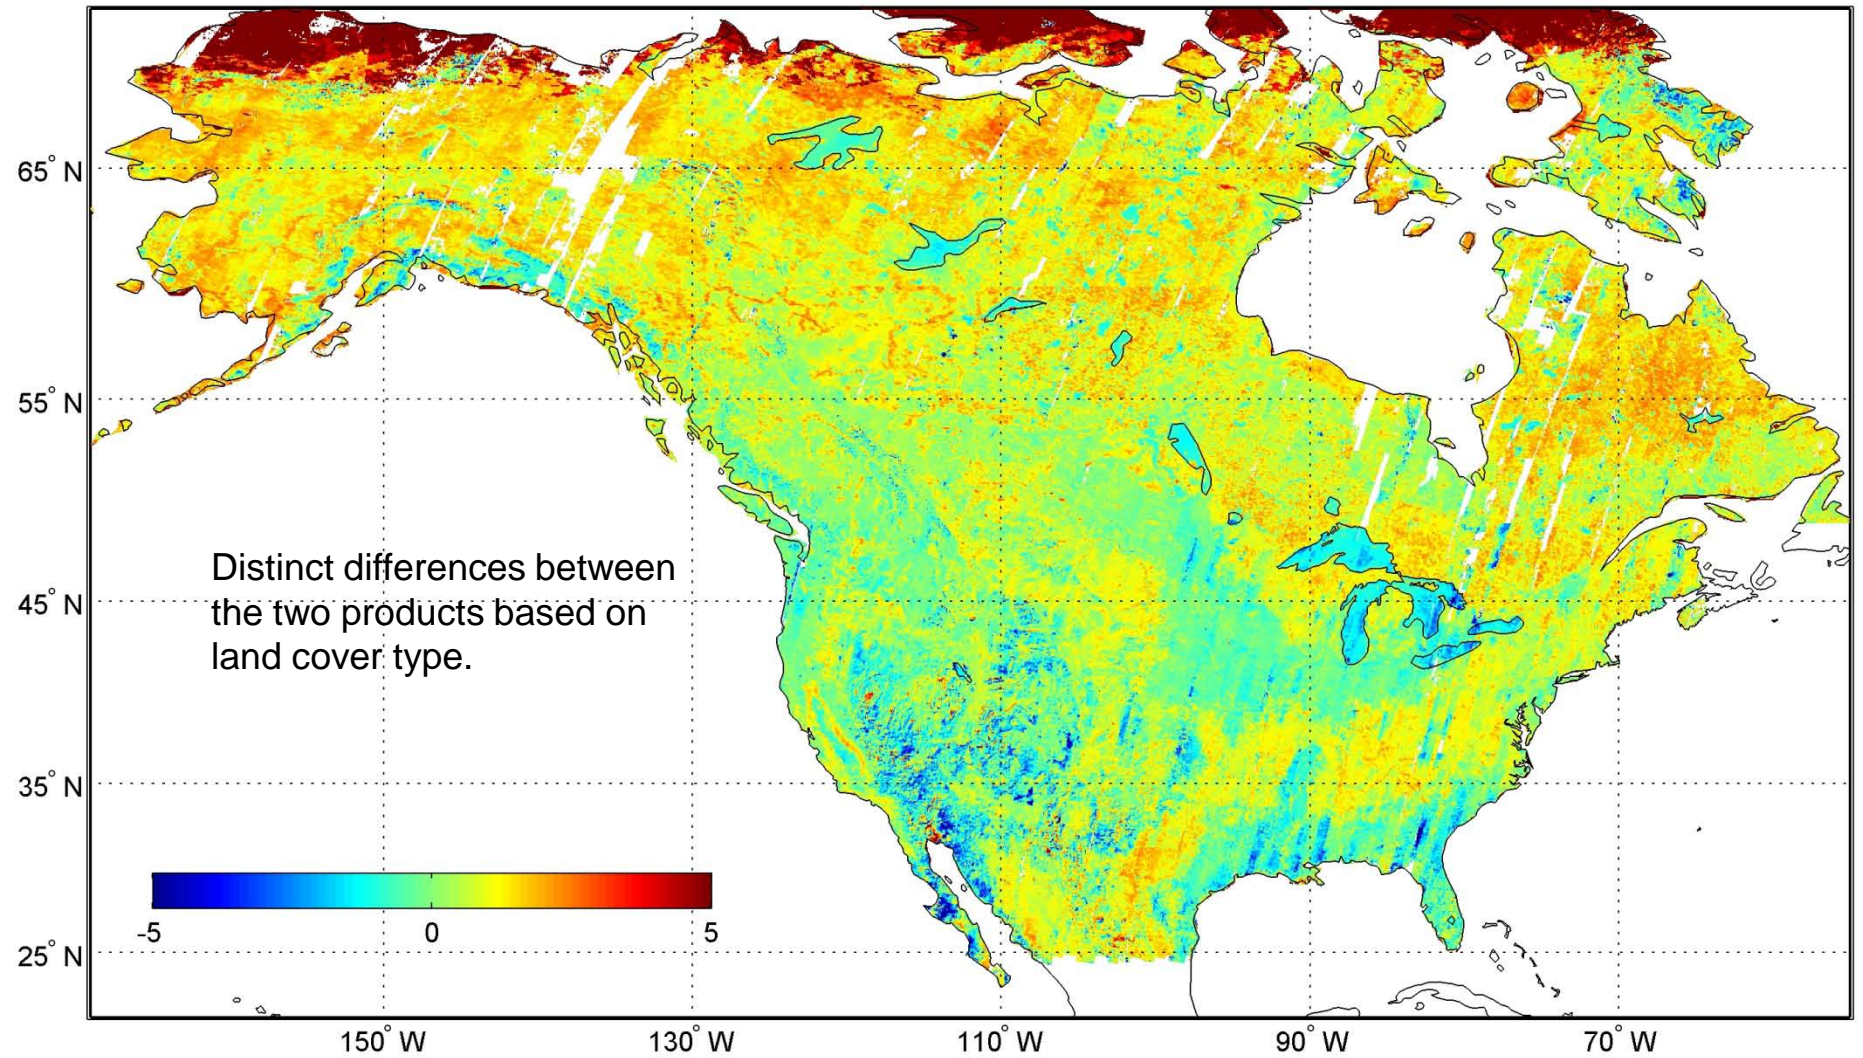 65° N
55° N
45° N
35° N
25° N
Distinct differences between
the two products based on
land cover type.
-5 0 5
150° W 130° W 110° W 90° W 70° W